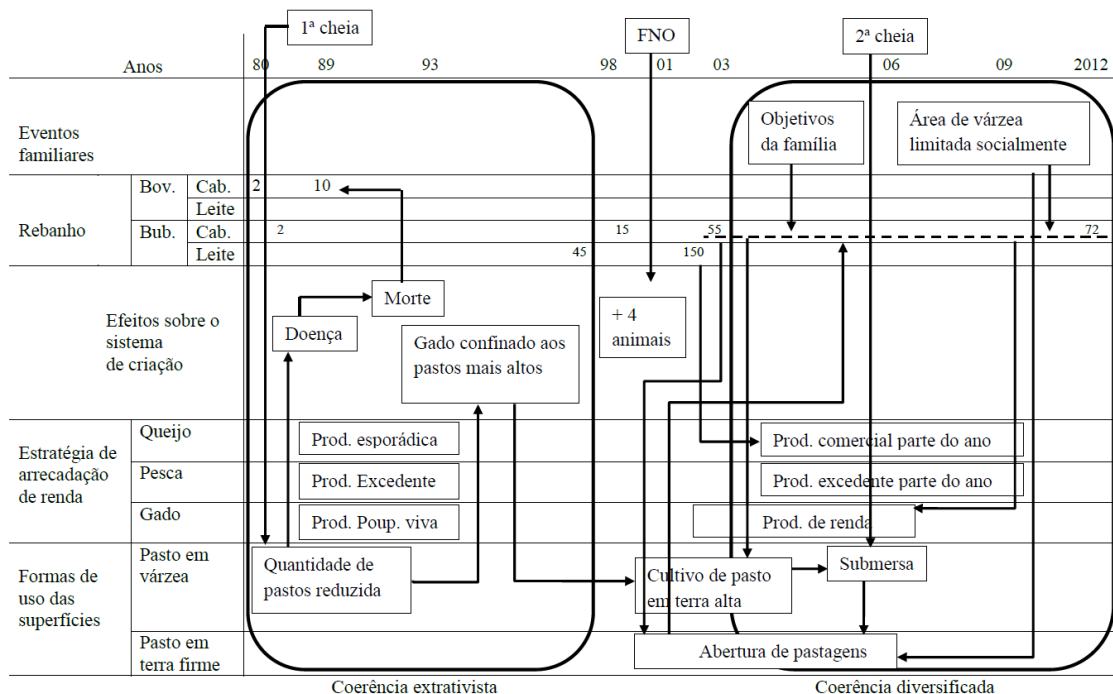 1ª cheia
FNO
2ª cheia
Anos
80 89 93 98 01 03 06 09 2012
Eventos
familiares
Objetivos
da família
Área de várzea
limitada socialmente
Rebanho
Bov. Cab. 2 10
Leite
Bub. Cab. 2 15 55 72
Leite 45 150
Efeitos sobre o
sistema
de criação
Morte
Doença
Gado confinado aos
pastos mais altos
+ 4
animais
Estratégia de
arrecadação
de renda
Queijo
Prod. esporádica
Prod. comercial parte do ano
Pesca
Prod. Excedente
Prod. excedente parte do ano
Gado
Prod. Poup. viva
Prod. de renda
Formas de
uso das
superfícies
Pasto em
várzea
Quantidade de
pastos reduzida
Cultivo de pasto
em terra alta
Submersa
Pasto em
terra firme
Abertura de pastagens
Coerência extrativista
Coerência diversificada